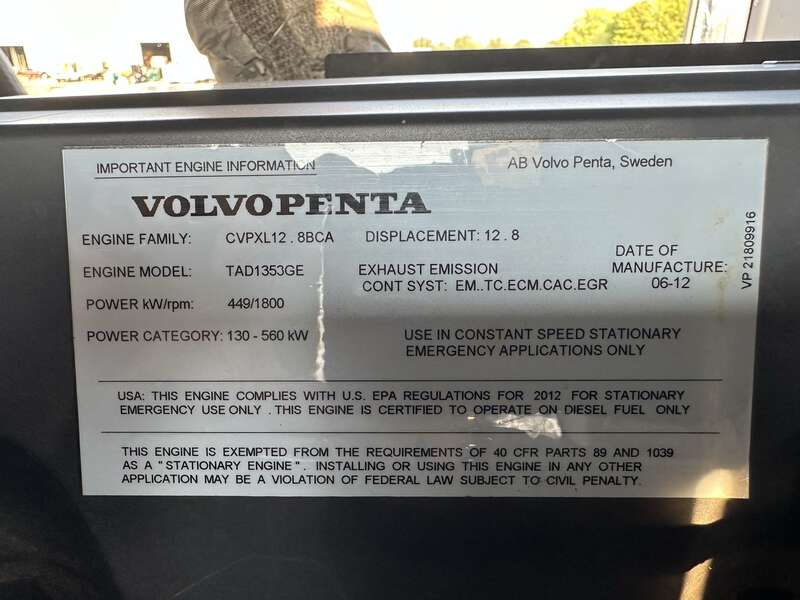 IMPORTANT ENGINE INFORMATION
AB Volvo Penta, Sweden
VOLVO PENTA
ENGINE FAMILY: CVPXL12 . 8BCA DISPLACEMENT: 12 . 8
ENGINE MODEL: TAD1353GE
EXHAUST EMISSION
CONT SYST: EM..TC.ECM.CAC.EGR
DATE OF
MANUFACTURE:
06-12
VP 21809916
POWER kW/rpm: 449/1800
POWER CATEGORY: 130 - 560 kW
USE IN CONSTANT SPEED STATIONARY
EMERGENCY APPLICATIONS ONLY
USA: THIS ENGINE COMPLIES WITH U.S. EPA REGULATIONS FOR 2012 FOR STATIONARY
EMERGENCY USE ONLY . THIS ENGINE IS CERTIFIED TO OPERATE ON DIESEL FUEL ONLY
THIS ENGINE IS EXEMPTED FROM THE REQUIREMENTS OF 40 CFR PARTS 89 AND 1039
AS A "STATIONARY ENGINE". INSTALLING OR USING THIS ENGINE IN ANY OTHER
APPLICATION MAY BE A VIOLATION OF FEDERAL LAW SUBJECT TO CIVIL PENALTY.